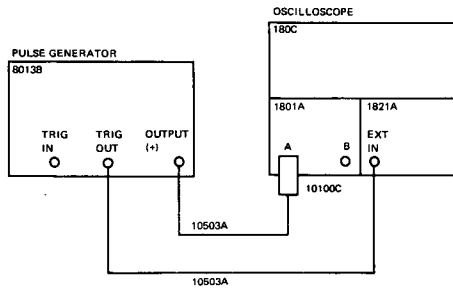 OSCILLOSCOPE
180C
PULSE GENERATOR
8013B
1801A
1821A
TRIG IN
TRIG OUT
OUTPUT (+)
A
B
EXT IN
10100C
10503A
10503A